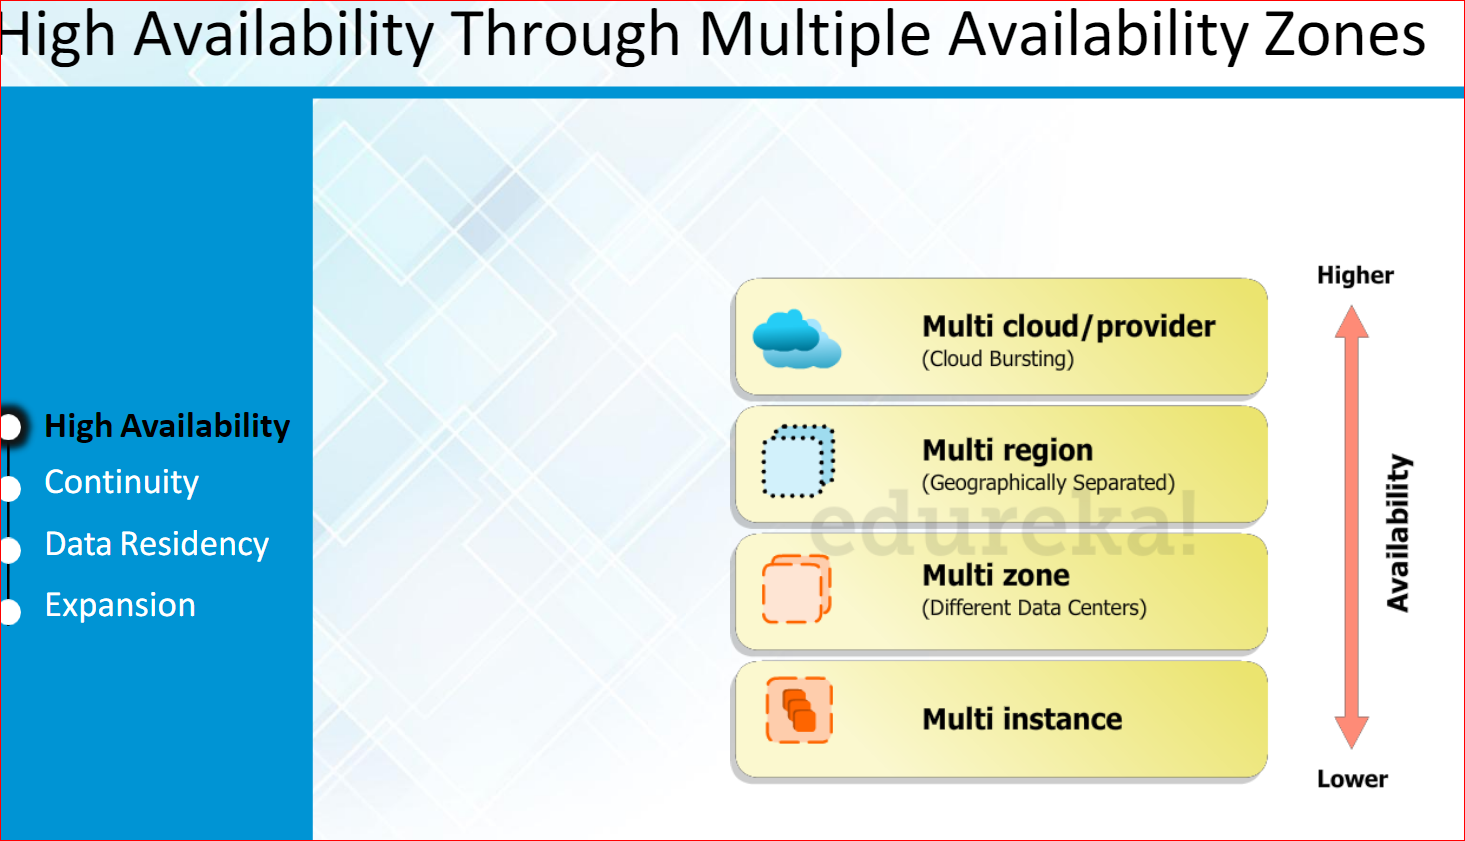 High Availability Through Multiple Availability Zones
High Availability
Continuity
Data Residency
Expansion
Multi cloud/provider
(Cloud Bursting)
Multi region
(Geographically Separated)
edureka!
Multi zone
(Different Data Centers)
Multi instance
Higher
Availability
Lower